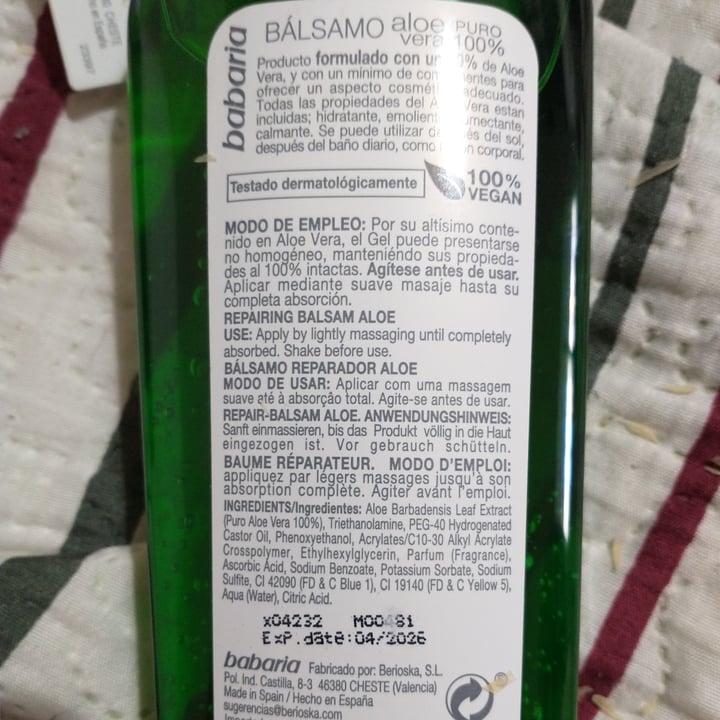 babaria
BÁLSAMO aloe PURO
vera 100%
Producto formulado con un de Aloe
Vera, y con un mínimo de para
ofrecer un aspecto adecuado.
Todas las propiedades del Vera estan
incluidas; hidratante,
calmante. Se puede utilizar del sol,
después del baño diario, como corporal.
Testado dermatológicamente
100%
VEGAN
MODO DE EMPLEO: Por su altísimo conte-
nido en Aloe Vera, el Gel puede presentarse
no homogéneo, manteniéndo sus propieda-
des al 100% intactas. Agítese antes de usar.
Aplicar mediante suave masaje hasta su
completa absorción.
REPAIRING BALSAM ALOE
USE: Apply by lightly massaging until completely
absorbed. Shake before use.
BÁLSAMO REPARADOR ALOE
MODO DE USAR: Aplicar com uma massagem
suave até à absorção total. Agite-se antes de usar.
REPAIR-BALSAM ALOE. ANWENDUNGSHINWEIS:
Sanft einmassieren, bis das Produkt völlig in die Haut
eingezogen ist. Vor gebrauch schütteln.
BAUME RÉPARATEUR. MODO D'EMPLOI:
appliquez par légers massages jusqu'à son
absorption complète. Agiter avant l'emploi.
INGREDIENTS/Ingredientes: Aloe Barbadensis Leaf Extract
(Puro Aloe Vera 100%), Triethanolamine, PEG-40 Hydrogenated
Castor Oil, Phenoxyethanol, Acrylates/C10-30 Alkyl Acrylate
Crosspolymer, Ethylhexylglycerin, Parfum (Fragrance),
Ascorbic Acid, Sodium Benzoate, Potassium Sorbate, Sodium
Sulfite, CI 42090 (FD & C Blue 1), CI 19140 (FD & C Yellow 5),
Aqua (Water), Citric Acid.
X04232 M00481
ExP.date:04/2026
babaria Fabricado por: Berioska, S.L.
Pol. Ind. Castilla, 8-3 46380 CHESTE (Valencia)
Made in Spain / Hecho en España
sugerencias@berioska.com